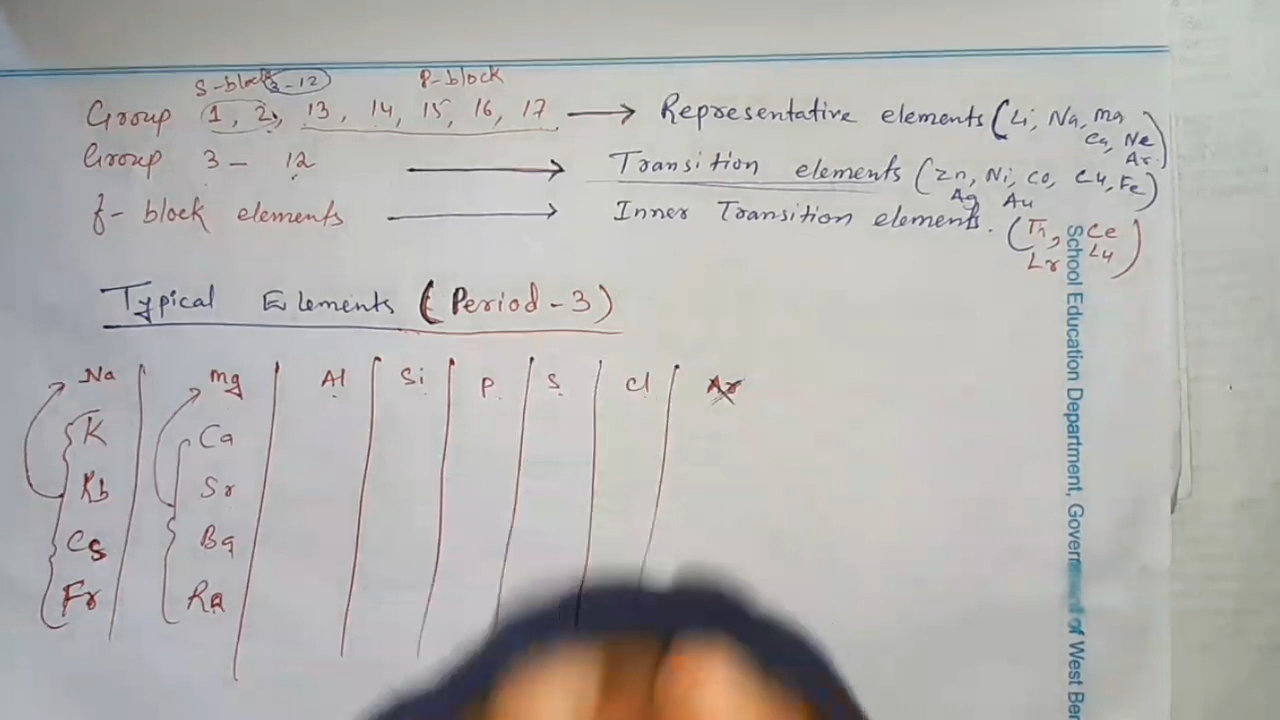 S-block 3-12 P-block
Group 1, 2, 13, 14, 15, 16, 17 → Representative elements (Li, Na, Mg
Ca, Ne
Ar.)
Group 3 - 12 → Transition elements (Zn, Ni, Co, Cu, Fe)
Ag Au
f- block elements → Inner Transition elements. (Th, Ce
Lr Lu)
Typical Elements (Period-3)
Na Mg Al Si P S Cl Ar
K Ca
Rb Sr
Cs Ba
Fr Ra
School Education Department, Government of West Ben